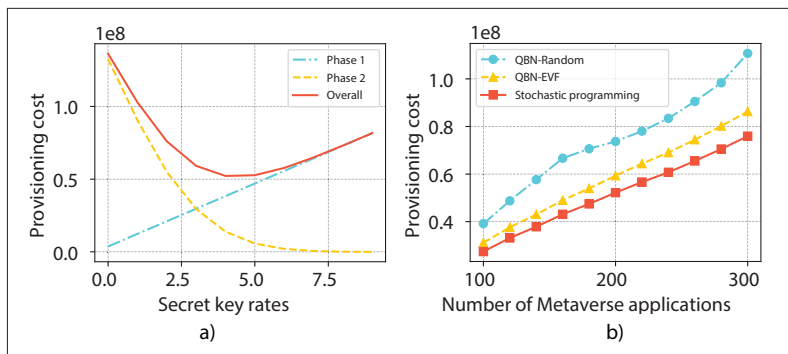 1e8
Provisioning cost
1.0
0.5
0.0
Phase 1
Phase 2
Overall
0.0 2.5 5.0 7.5
Secret key rates
a)
1e8
Provisioning cost
1.0
0.8
0.6
0.4
QBN-Random
QBN-EVF
Stochastic programming
100 200 300
Number of Metaverse applications
b)